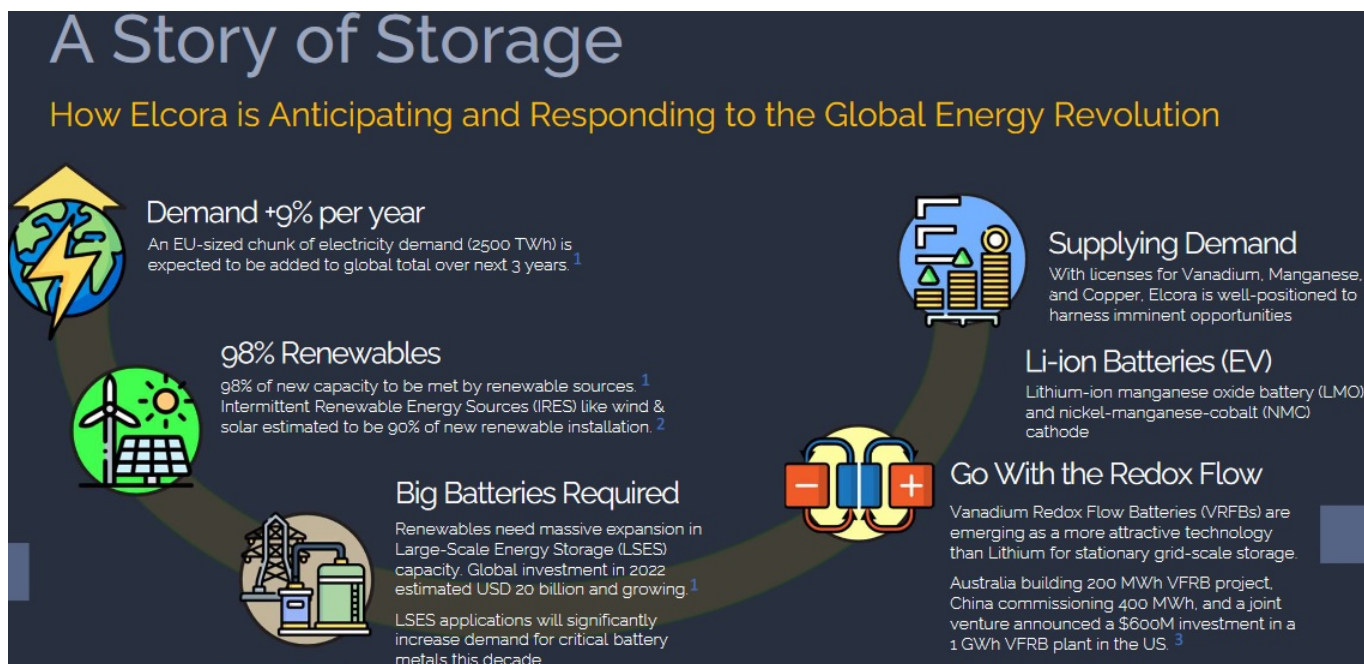 A Story of Storage
How Elcora is Anticipating and Responding to the Global Energy Revolution
Demand +9% per year
An EU-sized chunk of electricity demand (2500 TWh) is
expected to be added to global total over next 3 years. 1
98% Renewables
98% of new capacity to be met by renewable sources. 1
Intermittent Renewable Energy Sources (IRES) like wind &
solar estimated to be 90% of new renewable installation. 2
Big Batteries Required
Renewables need massive expansion in
Large-Scale Energy Storage (LSES)
capacity. Global investment in 2022
estimated USD 20 billion and growing. 1
LSES applications will significantly
increase demand for critical battery
metals this decade
Supplying Demand
With licenses for Vanadium, Manganese,
and Copper, Elcora is well-positioned to
harness imminent opportunities
Li-ion Batteries (EV)
Lithium-ion manganese oxide battery (LMO)
and nickel-manganese-cobalt (NMC)
cathode
Go With the Redox Flow
Vanadium Redox Flow Batteries (VRFBs) are
emerging as a more attractive technology
than Lithium for stationary grid-scale storage.
Australia building 200 MWh VFRB project,
China commissioning 400 MWh, and a joint
venture announced a $600M investment in a
1 GWh VFRB plant in the US. 3